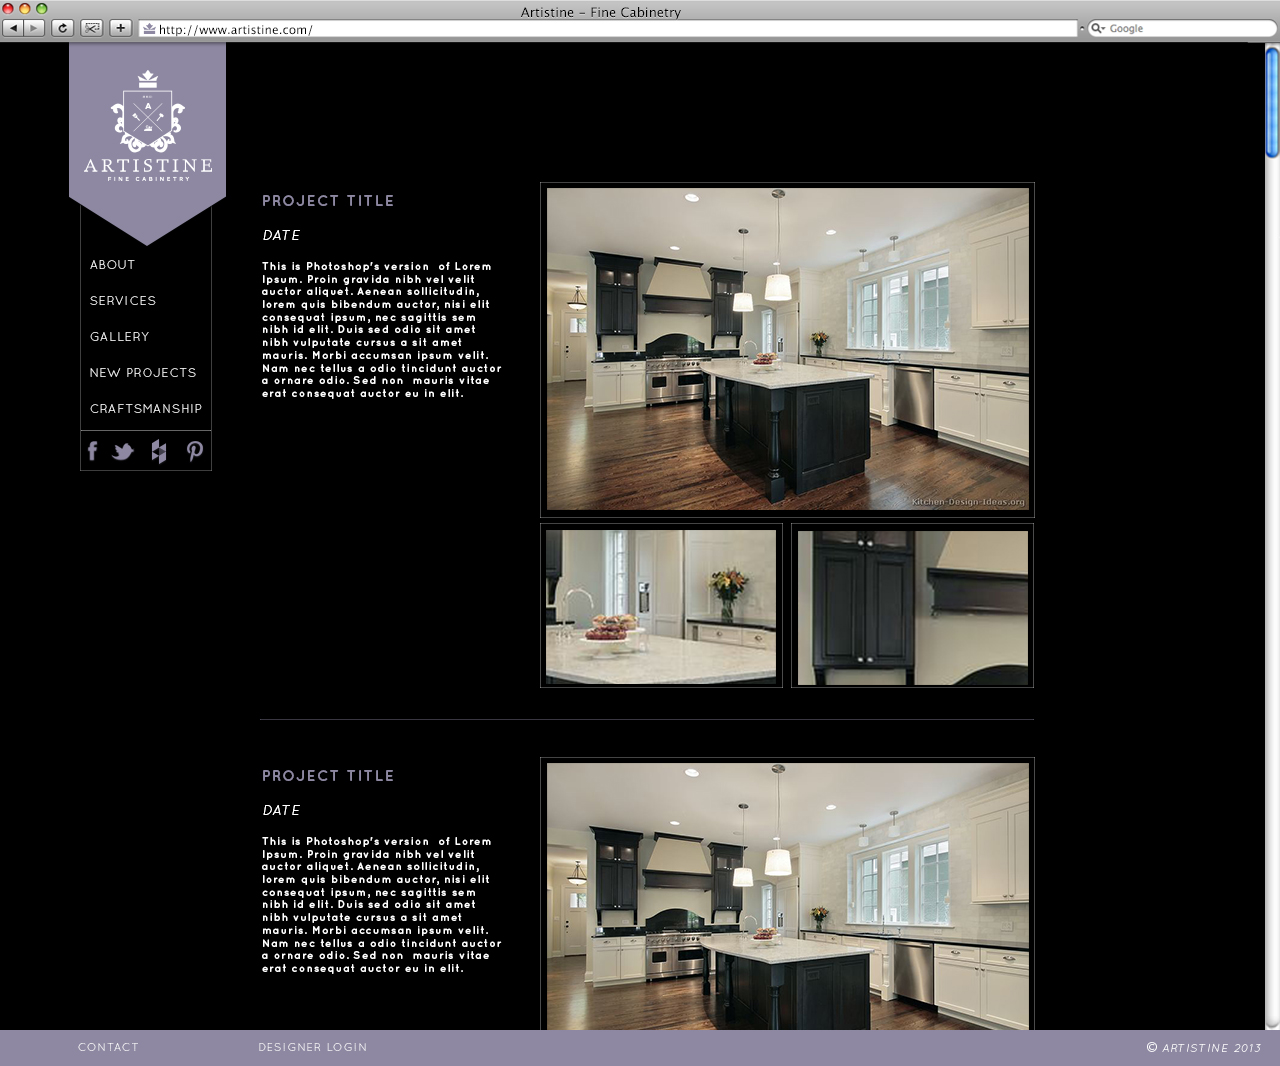 Artistine – Fine Cabinetry
http://www.artistine.com/
Google
A
ARTISTINE
FINE CABINETRY
ABOUT
SERVICES
GALLERY
NEW PROJECTS
CRAFTSMANSHIP
PROJECT TITLE
DATE
This is Photoshop's version  of Lorem
Ipsum. Proin gravida nibh vel velit
auctor aliquet. Aenean sollicitudin,
lorem quis bibendum auctor, nisi elit
consequat ipsum, nec sagittis sem
nibh id elit. Duis sed odio sit amet
nibh vulputate cursus a sit amet
mauris. Morbi accumsan ipsum velit.
Nam nec tellus a odio tincidunt auctor
a ornare odio. Sed non  mauris vitae
erat consequat auctor eu in elit.
Kitchen-Design-Ideas.org
PROJECT TITLE
DATE
This is Photoshop's version  of Lorem
Ipsum. Proin gravida nibh vel velit
auctor aliquet. Aenean sollicitudin,
lorem quis bibendum auctor, nisi elit
consequat ipsum, nec sagittis sem
nibh id elit. Duis sed odio sit amet
nibh vulputate cursus a sit amet
mauris. Morbi accumsan ipsum velit.
Nam nec tellus a odio tincidunt auctor
a ornare odio. Sed non  mauris vitae
erat consequat auctor eu in elit.
CONTACT
DESIGNER LOGIN
© ARTISTINE 2013